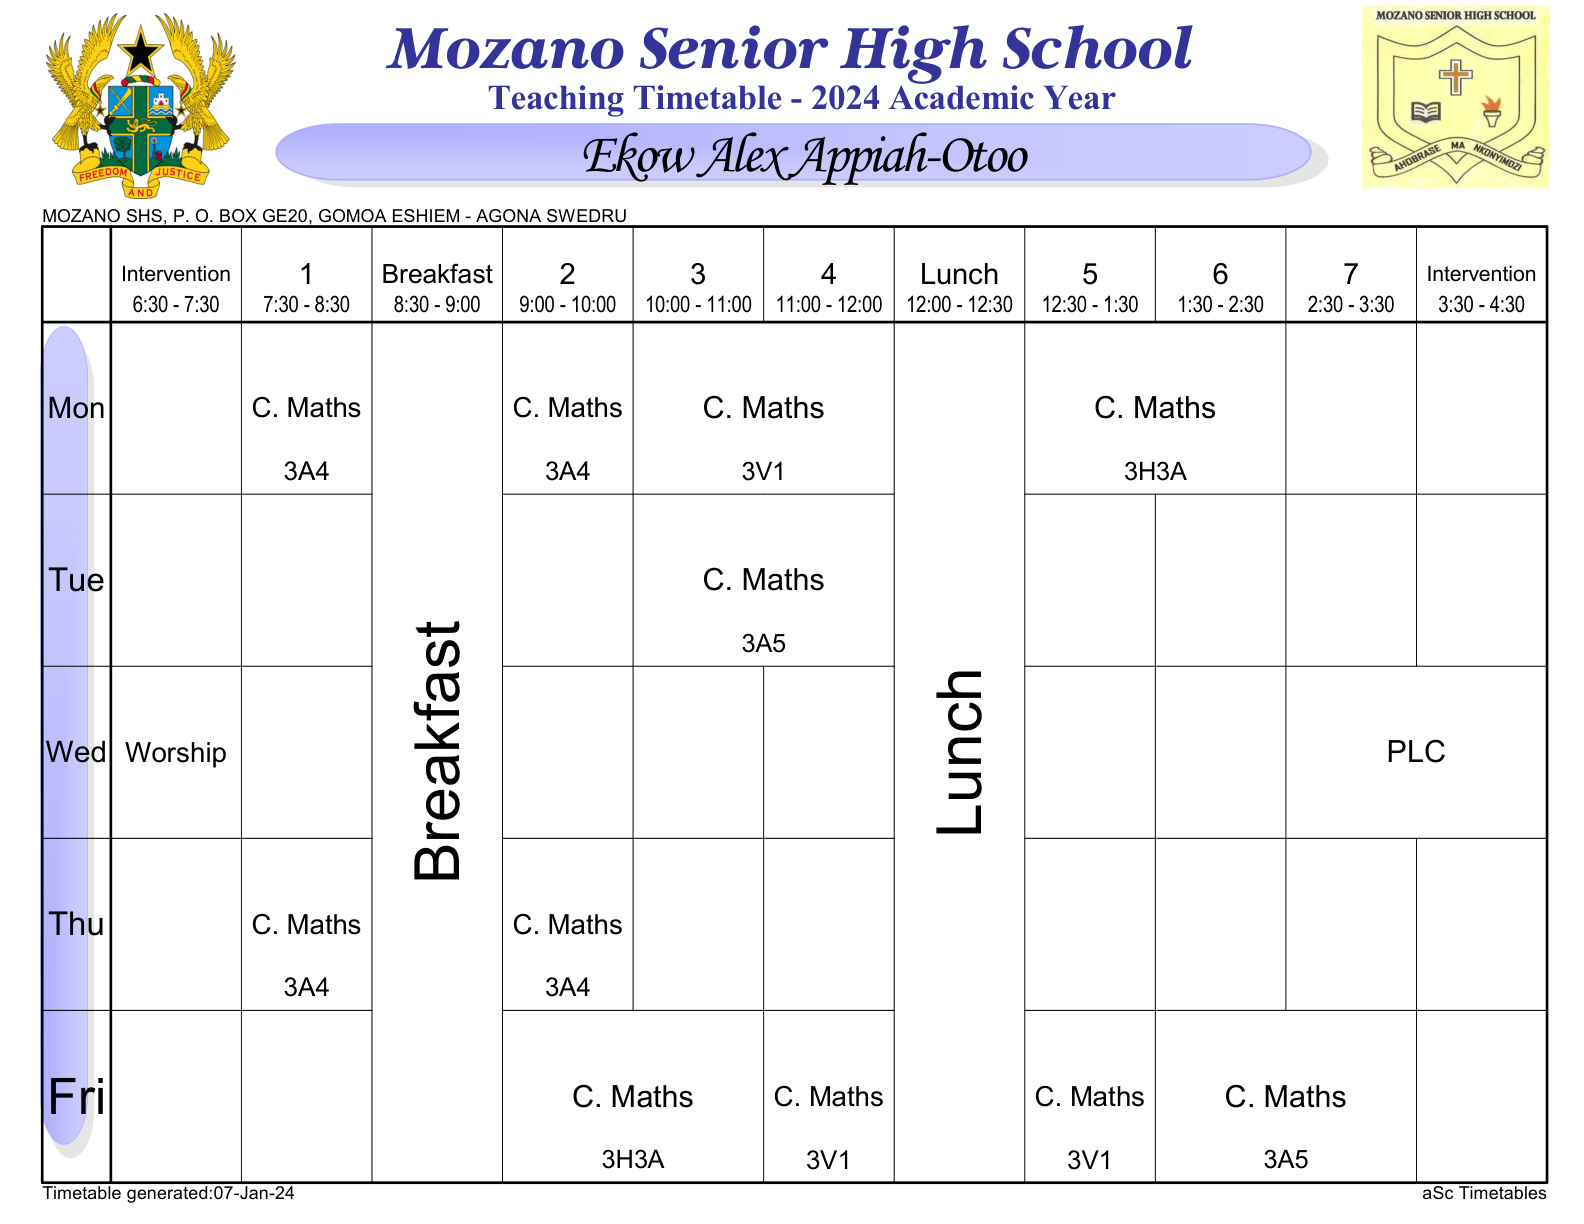 MOZANO SENIOR HIGH SCHOOL
Mozano Senior High School
Teaching Timetable - 2024 Academic Year
Ekow Alex Appiah-Otoo
FREEDOM AND JUSTICE
AHOBRASE MA NKONYIMDZI
MOZANO SHS, P. O. BOX GE20, GOMOA ESHIEM - AGONA SWEDRU
Intervention 1 Breakfast 2 3 4 Lunch 5 6 7 Intervention
6:30 - 7:30 7:30 - 8:30 8:30 - 9:00 9:00 - 10:00 10:00 - 11:00 11:00 - 12:00 12:00 - 12:30 12:30 - 1:30 1:30 - 2:30 2:30 - 3:30 3:30 - 4:30
Mon C. Maths C. Maths C. Maths C. Maths
3A4 3A4 3V1 3H3A
Tue C. Maths
3A5
Breakfast
Lunch
Wed Worship PLC
Thu C. Maths C. Maths
3A4 3A4
Fri C. Maths C. Maths C. Maths C. Maths
3H3A 3V1 3V1 3A5
Timetable generated:07-Jan-24 aSc Timetables